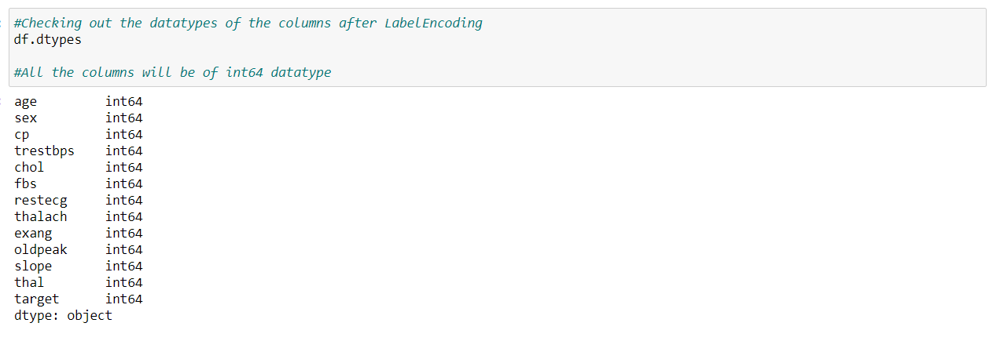 #Checking out the datatypes of the columns after LabelEncoding
df.dtypes
#All the columns will be of int64 datatype
age int64
sex int64
cp int64
trestbps int64
chol int64
fbs int64
restecg int64
thalach int64
exang int64
oldpeak int64
slope int64
thal int64
target int64
dtype: object